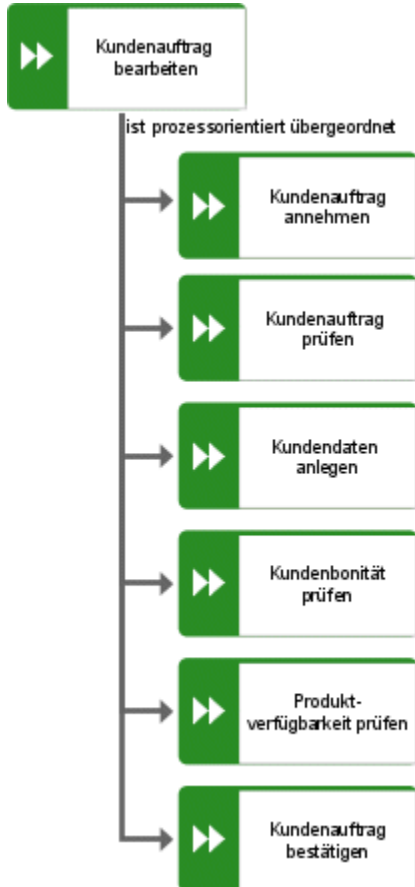 Kundenauftrag
bearbeiten
ist prozessorientiert übergeordnet
Kundenauftrag
annehmen
Kundenauftrag
prüfen
Kundendaten
anlegen
Kundenbonität
prüfen
Produkt-
verfügbarkeit prüfen
Kundenauftrag
bestätigen